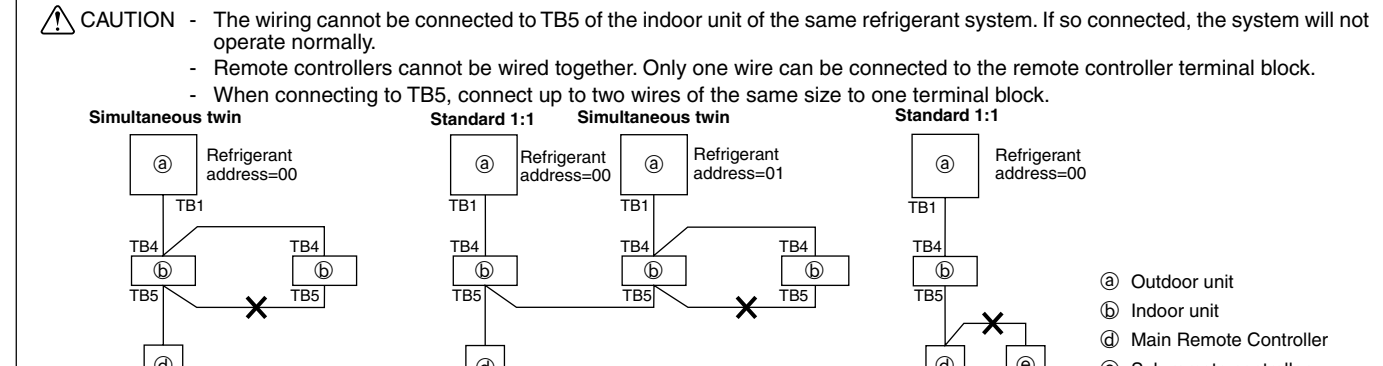 ⚠ CAUTION - The wiring cannot be connected to TB5 of the indoor unit of the same refrigerant system. If so connected, the system will not
operate normally.
- Remote controllers cannot be wired together. Only one wire can be connected to the remote controller terminal block.
- When connecting to TB5, connect up to two wires of the same size to one terminal block.
Simultaneous twin
ⓐ
Refrigerant
address=00
TB1
TB4
TB4
ⓑ
ⓑ
TB5
TB5
ⓓ
Standard 1:1
ⓐ
Refrigerant
address=00
TB1
TB4
ⓑ
TB5
ⓓ
Simultaneous twin
ⓐ
Refrigerant
address=01
TB1
TB4
TB4
ⓑ
ⓑ
TB5
TB5
Standard 1:1
ⓐ
Refrigerant
address=00
TB1
TB4
ⓑ
TB5
ⓓ
ⓔ
ⓐ Outdoor unit
ⓑ Indoor unit
ⓓ Main Remote Controller